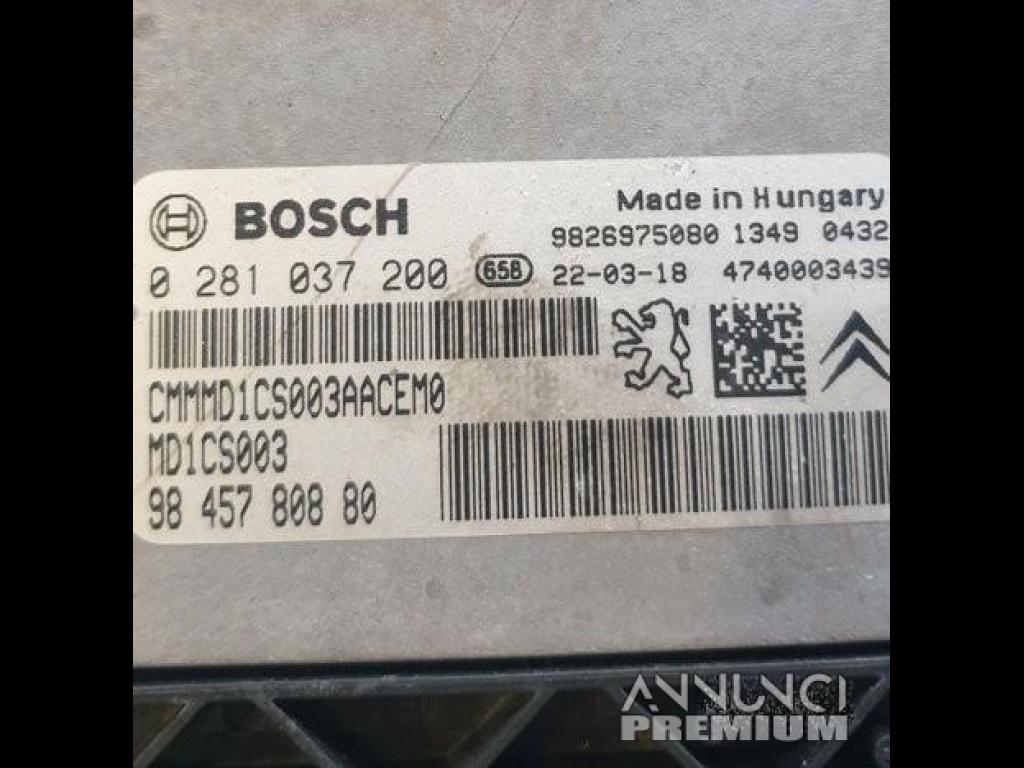 BOSCH
Made in Hungary
9826975080 1349 0432
0 281 037 200 658 22-03-18 4740003439
CMMMD1CS003AACEM0
MD1CS003
98 457 808 80
ANNUNCI
PREMIUM